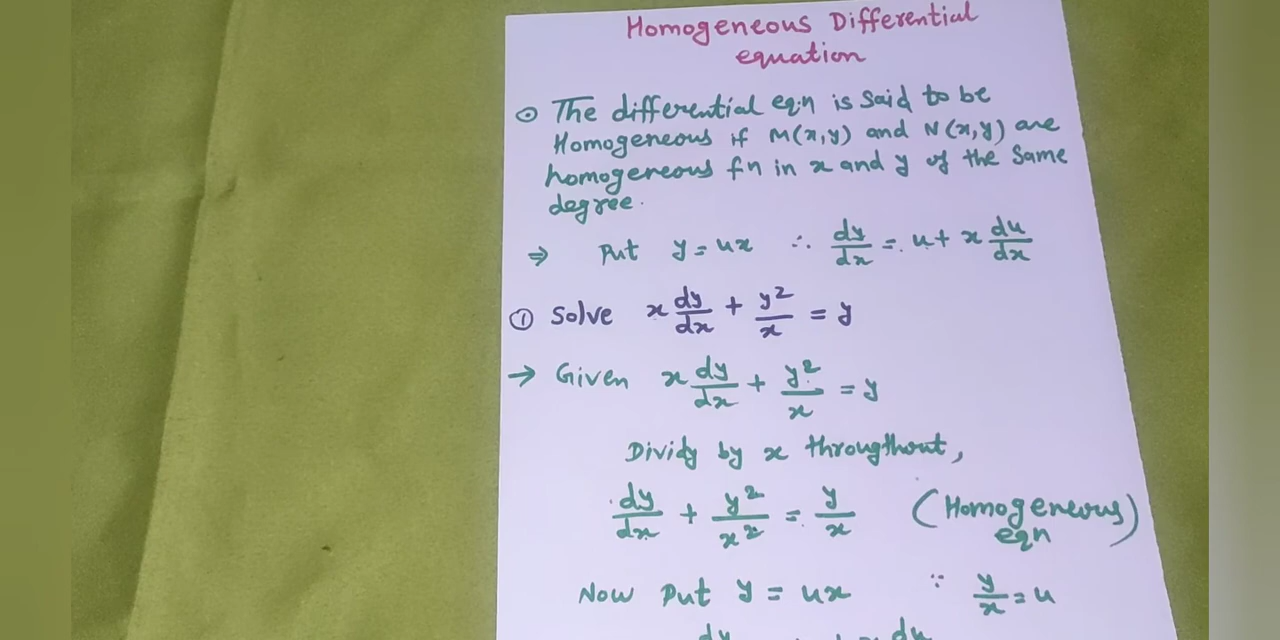 Homogeneous Differential
equation
⊙ The differential eqn is said to be
Homogeneous if M(x,y) and N(x,y) are
homogeneous fn in x and y of the same
degree.
⇒ Put y = ux ∴ dy/dx = u + x du/dx
① Solve x dy/dx + y²/x = y
→ Given x dy/dx + y²/x = y
Dividy by x throughtout,
dy/dx + y²/x² = y/x (Homogeneous
eqn)
Now Put y = ux ∵ y/x = u